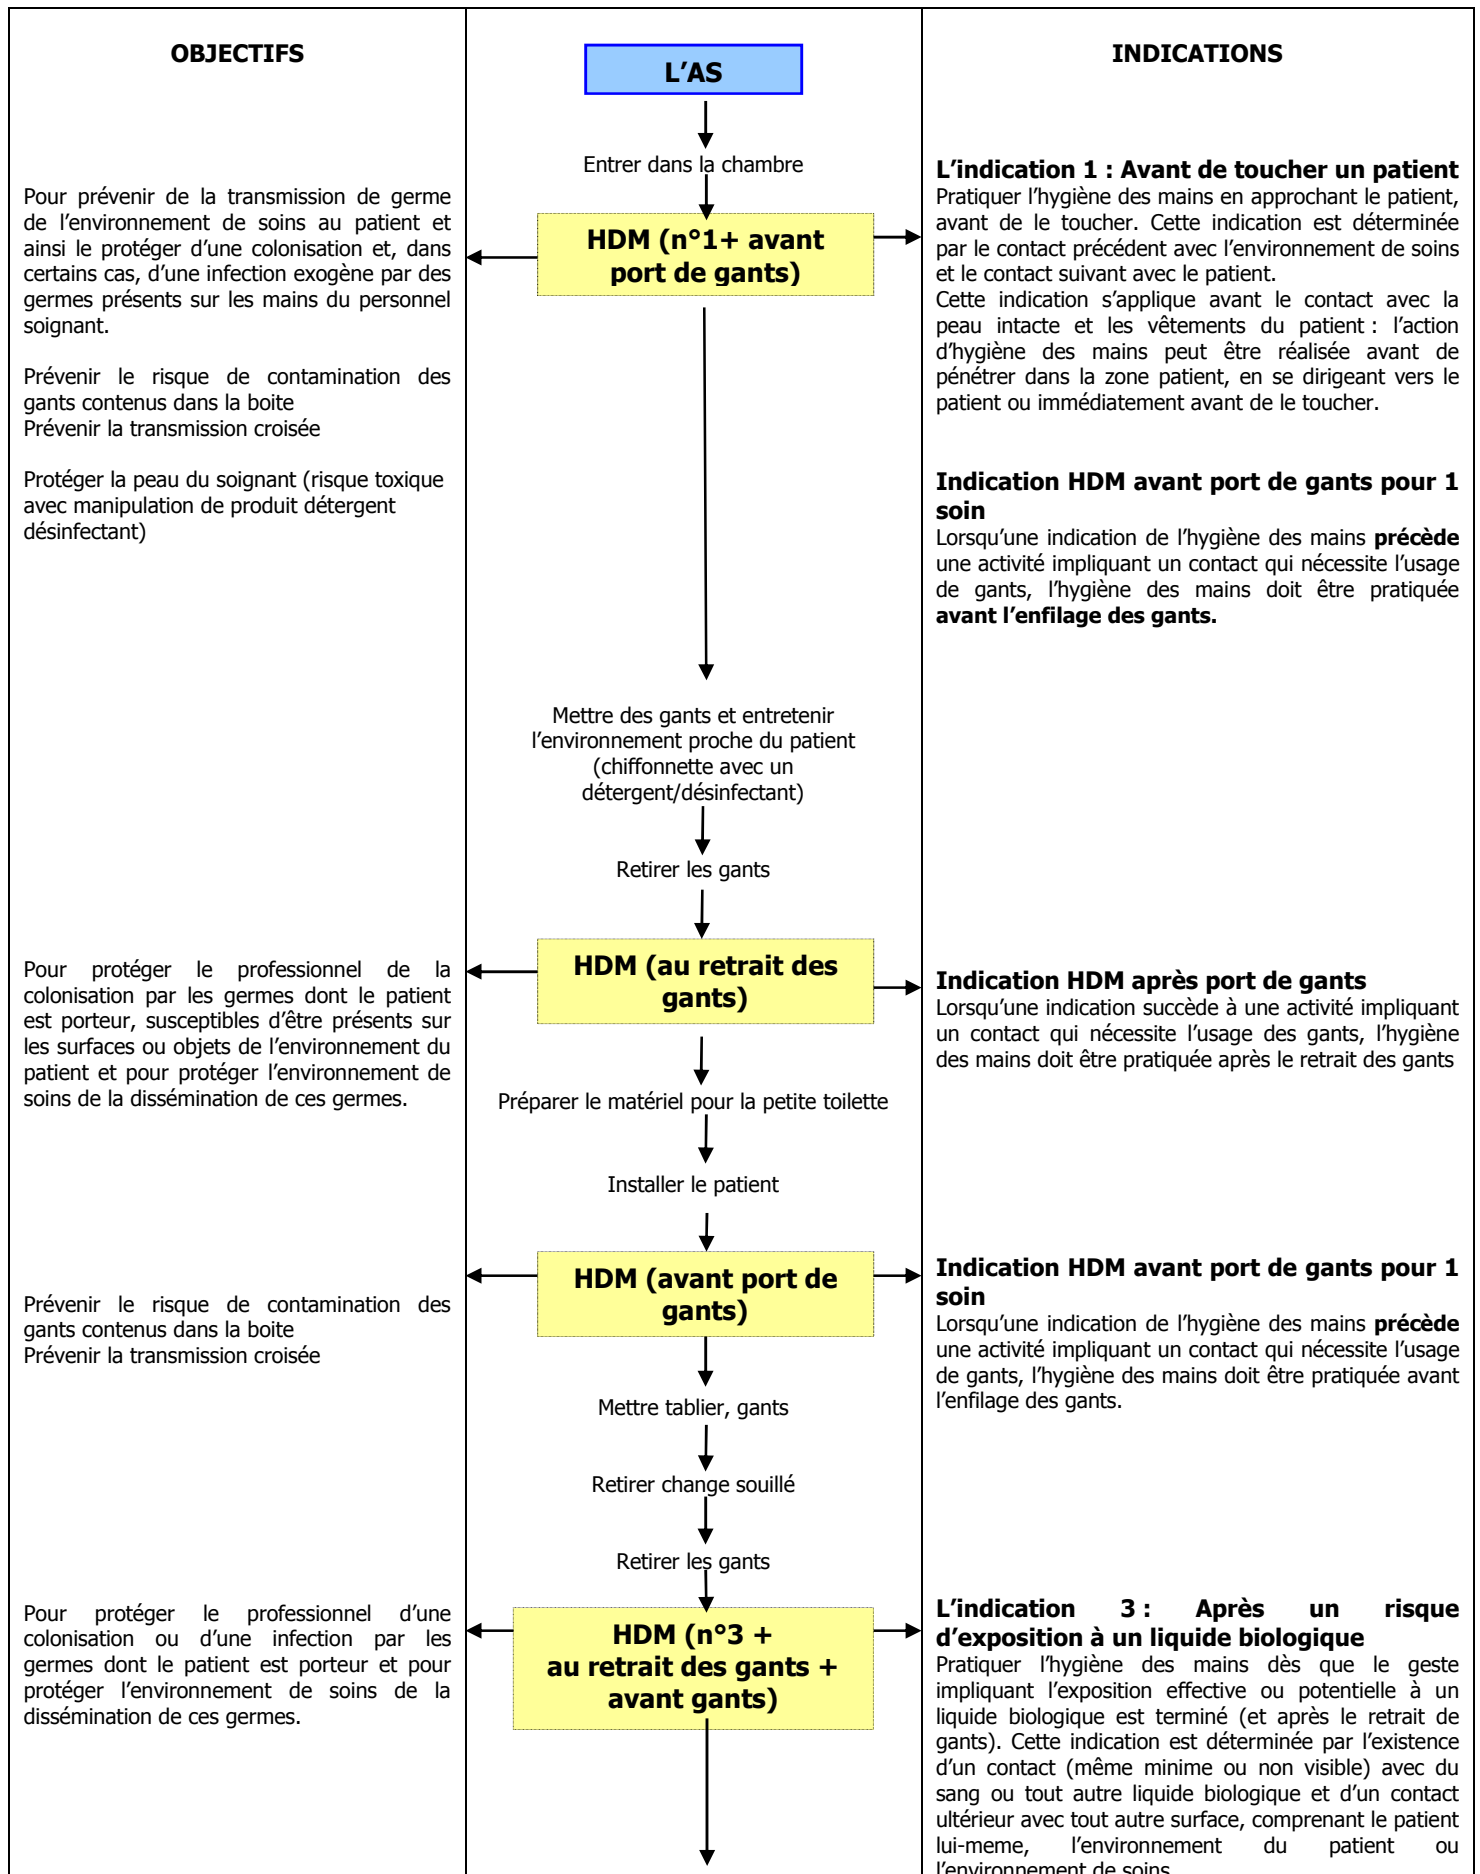 OBJECTIFS
L’AS
INDICATIONS
Entrer dans la chambre
Pour prévenir de la transmission de germe
de l’environnement de soins au patient et
ainsi le protéger d’une colonisation et, dans
certains cas, d’une infection exogène par des
germes présents sur les mains du personnel
soignant.
Prévenir le risque de contamination des
gants contenus dans la boite
Prévenir la transmission croisée
Protéger la peau du soignant (risque toxique
avec manipulation de produit détergent
désinfectant)
HDM (n°1+ avant
port de gants)
L’indication 1 : Avant de toucher un patient
Pratiquer l’hygiène des mains en approchant le patient,
avant de le toucher. Cette indication est déterminée
par le contact précédent avec l’environnement de soins
et le contact suivant avec le patient.
Cette indication s’applique avant le contact avec la
peau intacte et les vêtements du patient : l’action
d’hygiène des mains peut être réalisée avant de
pénétrer dans la zone patient, en se dirigeant vers le
patient ou immédiatement avant de le toucher.
Indication HDM avant port de gants pour 1
soin
Lorsqu’une indication de l’hygiène des mains précède
une activité impliquant un contact qui nécessite l’usage
de gants, l’hygiène des mains doit être pratiquée
avant l’enfilage des gants.
Mettre des gants et entretenir
l’environnement proche du patient
(chiffonnette avec un
détergent/désinfectant)
Retirer les gants
Pour protéger le professionnel de la
colonisation par les germes dont le patient
est porteur, susceptibles d’être présents sur
les surfaces ou objets de l’environnement du
patient et pour protéger l’environnement de
soins de la dissémination de ces germes.
HDM (au retrait des
gants)
Indication HDM après port de gants
Lorsqu’une indication succède à une activité impliquant
un contact qui nécessite l’usage des gants, l’hygiène
des mains doit être pratiquée après le retrait des gants
Préparer le matériel pour la petite toilette
Installer le patient
Prévenir le risque de contamination des
gants contenus dans la boite
Prévenir la transmission croisée
HDM (avant port de
gants)
Indication HDM avant port de gants pour 1
soin
Lorsqu’une indication de l’hygiène des mains précède
une activité impliquant un contact qui nécessite l’usage
de gants, l’hygiène des mains doit être pratiquée avant
l’enfilage des gants.
Mettre tablier, gants
Retirer change souillé
Retirer les gants
Pour protéger le professionnel d’une
colonisation ou d’une infection par les
germes dont le patient est porteur et pour
protéger l’environnement de soins de la
dissémination de ces germes.
HDM (n°3 +
au retrait des gants +
avant gants)
L’indication 3 : Après un risque
d’exposition à un liquide biologique
Pratiquer l’hygiène des mains dès que le geste
impliquant l’exposition effective ou potentielle à un
liquide biologique est terminé (et après le retrait de
gants). Cette indication est déterminée par l’existence
d’un contact (même minime ou non visible) avec du
sang ou tout autre liquide biologique et d’un contact
ultérieur avec tout autre surface, comprenant le patient
lui-meme, l’environnement du patient ou
l’environnement de soins